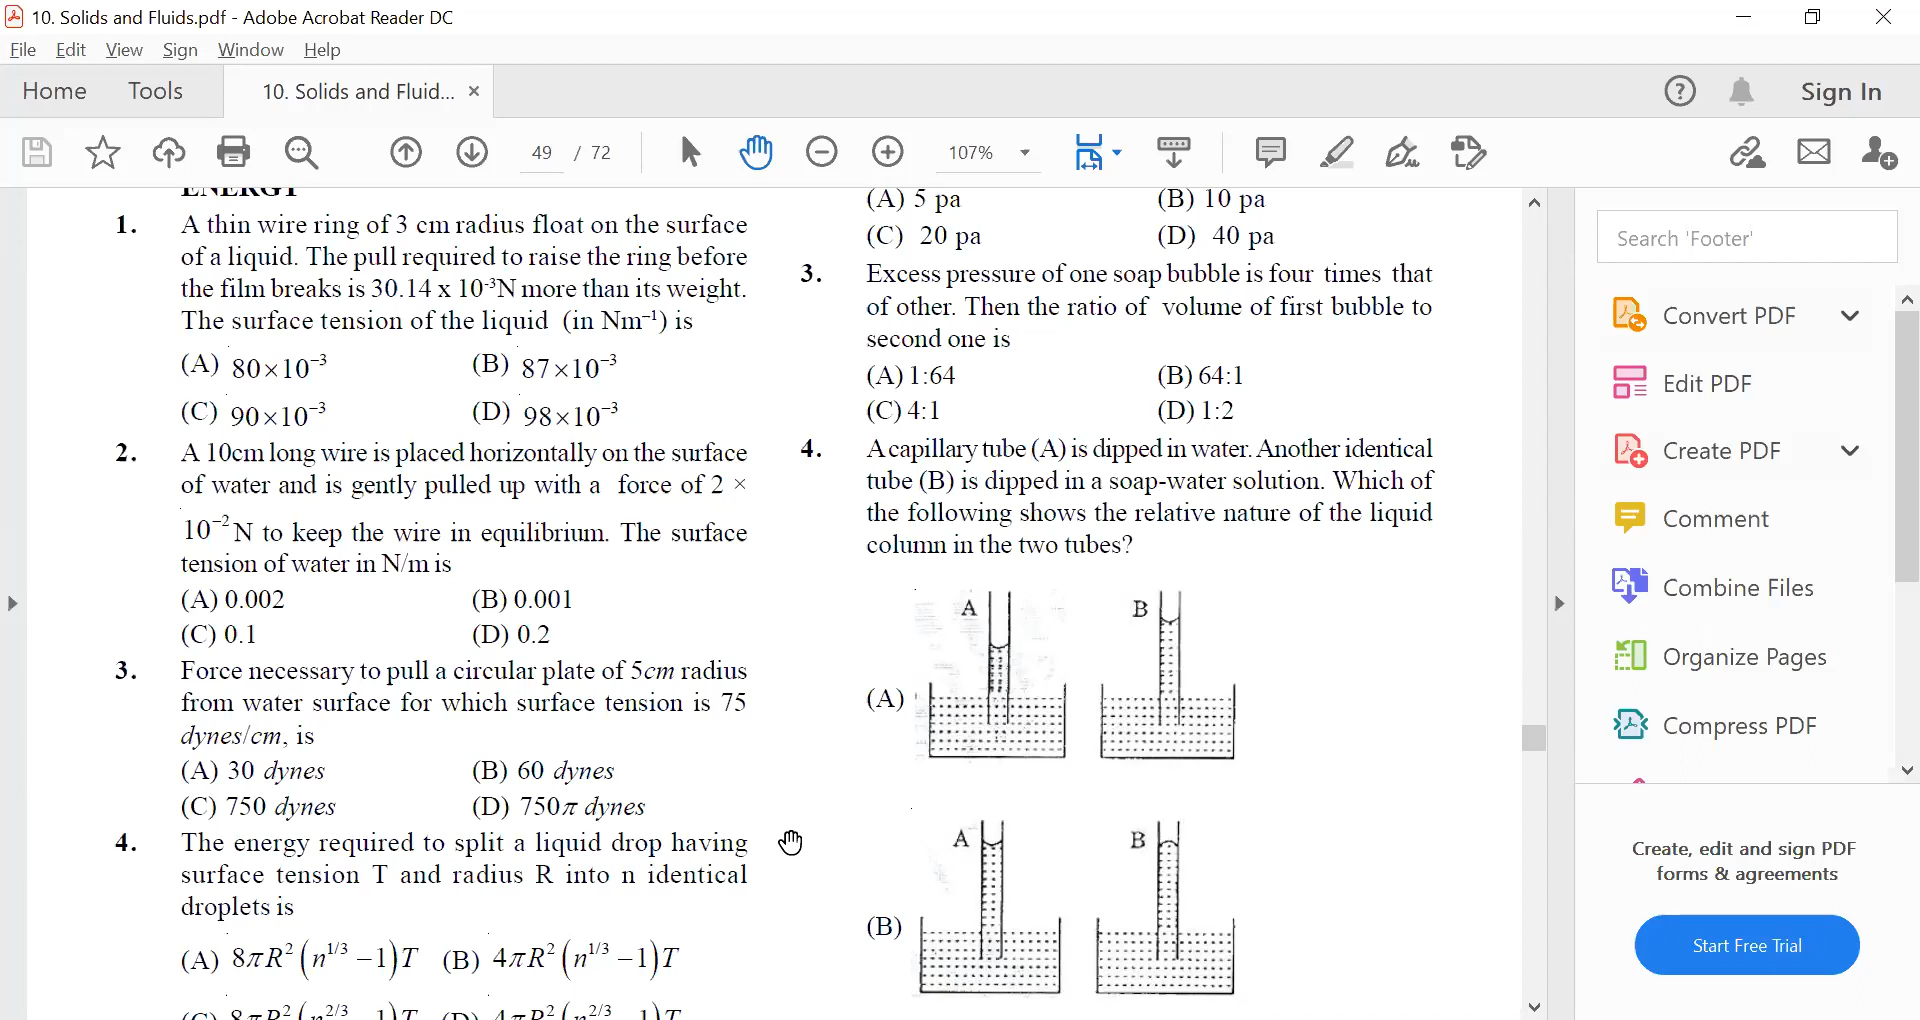 10. Solids and Fluids.pdf - Adobe Acrobat Reader DC
File Edit View Sign Window Help
Home Tools 10. Solids and Fluid... × Sign In
49 / 72 107%
ENERGY
1. A thin wire ring of 3 cm radius float on the surface
of a liquid. The pull required to raise the ring before
the film breaks is 30.14 x 10⁻³N more than its weight.
The surface tension of the liquid (in Nm⁻¹) is
(A) 80×10⁻³ (B) 87×10⁻³
(C) 90×10⁻³ (D) 98×10⁻³
2. A 10cm long wire is placed horizontally on the surface
of water and is gently pulled up with a force of 2 ×
10⁻² N to keep the wire in equilibrium. The surface
tension of water in N/m is
(A) 0.002 (B) 0.001
(C) 0.1 (D) 0.2
3. Force necessary to pull a circular plate of 5cm radius
from water surface for which surface tension is 75
dynes/cm, is
(A) 30 dynes (B) 60 dynes
(C) 750 dynes (D) 750π dynes
4. The energy required to split a liquid drop having
surface tension T and radius R into n identical
droplets is
(A) 8πR² (n^1/3 −1)T (B) 4πR² (n^1/3 −1)T
(C) 8πR² (n^2/3 −1)T (D) 4πR² (n^2/3 −1)T
(A) 5 pa (B) 10 pa
(C) 20 pa (D) 40 pa
3. Excess pressure of one soap bubble is four times that
of other. Then the ratio of volume of first bubble to
second one is
(A) 1:64 (B) 64:1
(C) 4:1 (D) 1:2
4. A capillary tube (A) is dipped in water. Another identical
tube (B) is dipped in a soap-water solution. Which of
the following shows the relative nature of the liquid
column in the two tubes?
A B
(A)
A B
(B)
Search 'Footer'
Convert PDF
Edit PDF
Create PDF
Comment
Combine Files
Organize Pages
Compress PDF
Create, edit and sign PDF
forms & agreements
Start Free Trial